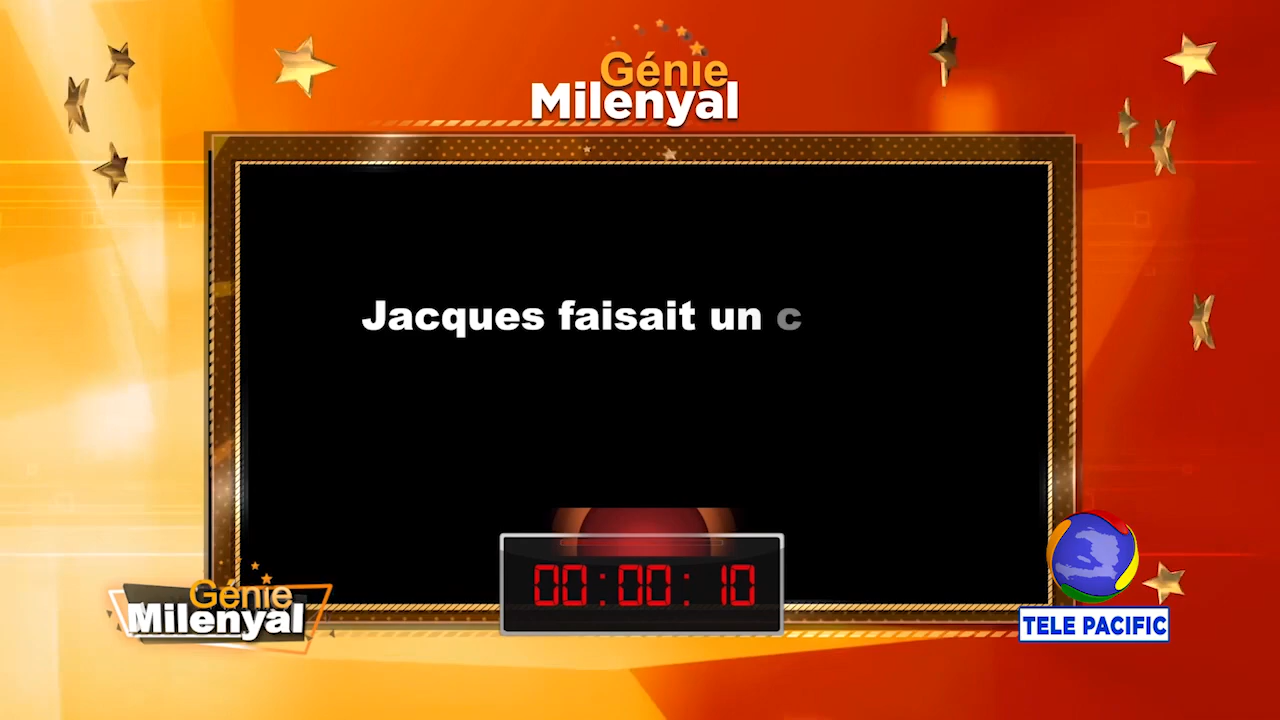 Génie
Milenyal
Jacques faisait un c
00:00:10
Génie
Milenyal
TELE PACIFIC